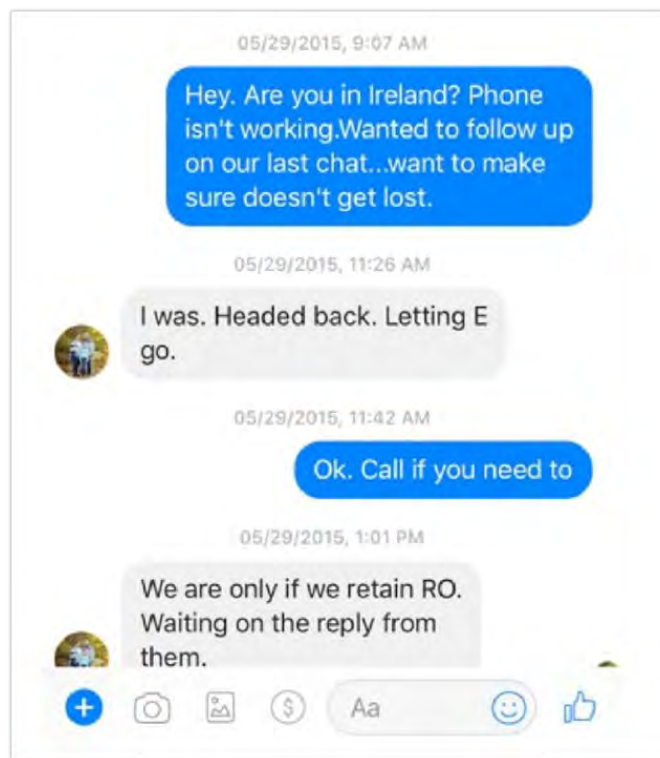 05/29/2015, 9:07 AM
Hey. Are you in Ireland? Phone
isn't working.Wanted to follow up
on our last chat...want to make
sure doesn't get lost.
05/29/2015, 11:26 AM
I was. Headed back. Letting E
go.
05/29/2015, 11:42 AM
Ok. Call if you need to
05/29/2015, 1:01 PM
We are only if we retain RO.
Waiting on the reply from
them.
Aa